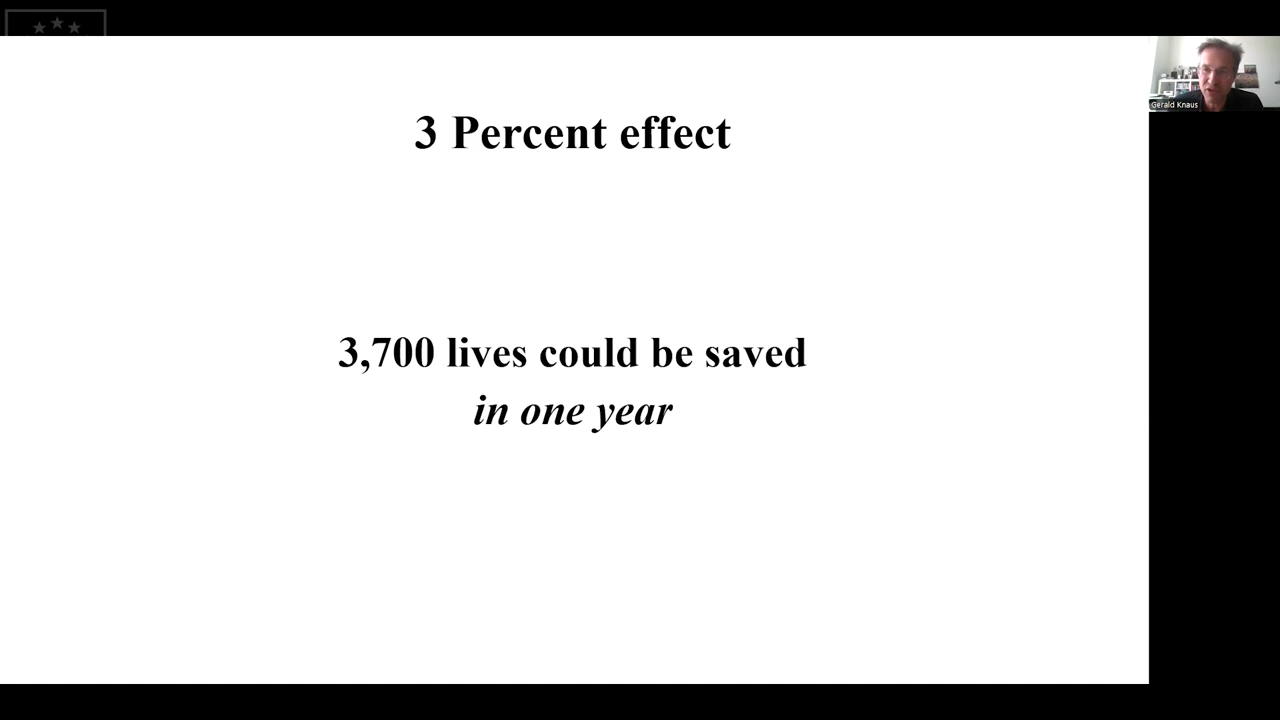 3 Percent effect
3,700 lives could be saved
in one year
Gerald Knaus